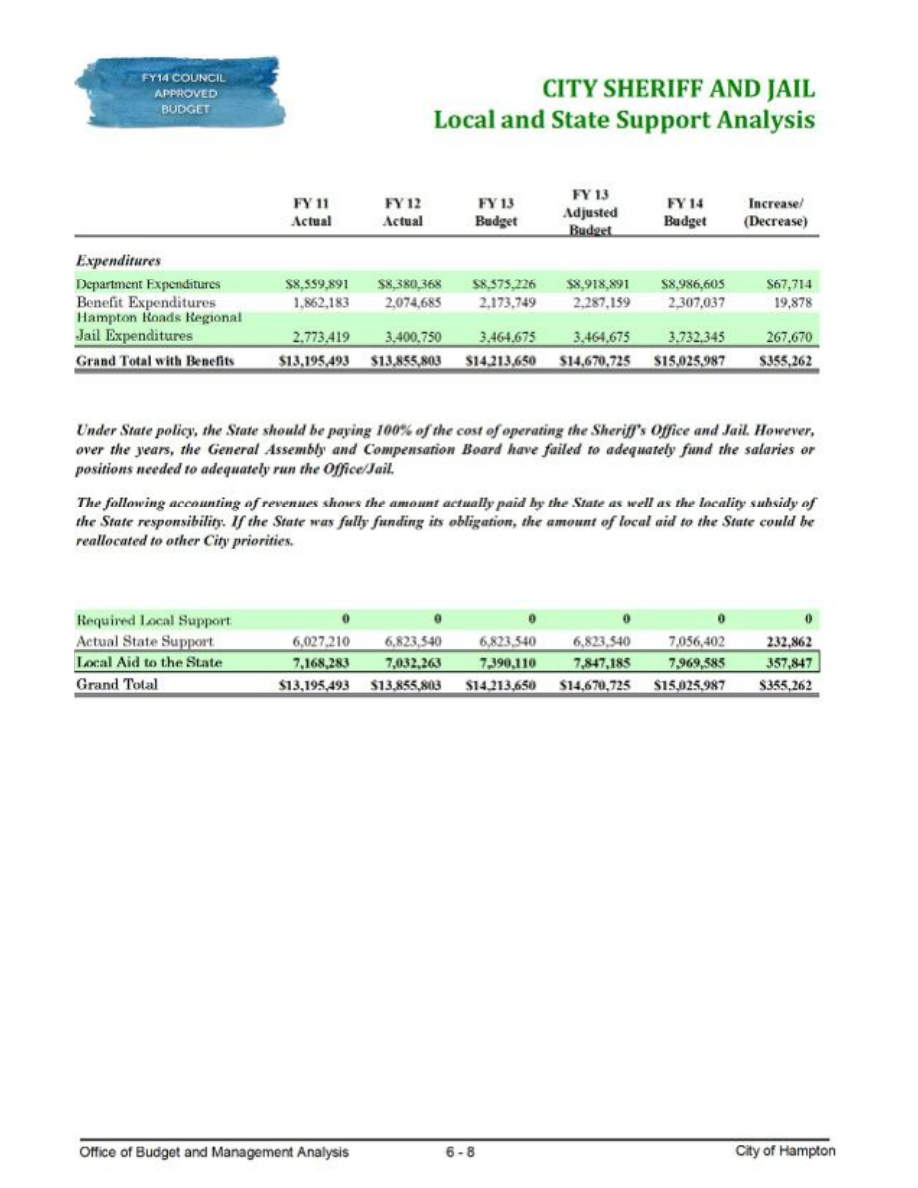 FY14 COUNCIL
APPROVED
BUDGET
CITY SHERIFF AND JAIL
Local and State Support Analysis
FY 11 Actual FY 12 Actual FY 13 Budget FY 13 Adjusted Budget FY 14 Budget Increase/ (Decrease)
Expenditures
Department Expenditures $8,559,891 $8,380,368 $8,575,226 $8,918,891 $8,986,605 $67,714
Benefit Expenditures 1,862,183 2,074,685 2,173,749 2,287,159 2,307,037 19,878
Hampton Roads Regional
Jail Expenditures 2,773,419 3,400,750 3,464,675 3,464,675 3,732,345 267,670
Grand Total with Benefits $13,195,493 $13,855,803 $14,213,650 $14,670,725 $15,025,987 $355,262
Under State policy, the State should be paying 100% of the cost of operating the Sheriff's Office and Jail. However,
over the years, the General Assembly and Compensation Board have failed to adequately fund the salaries or
positions needed to adequately run the Office/Jail.
The following accounting of revenues shows the amount actually paid by the State as well as the locality subsidy of
the State responsibility. If the State was fully funding its obligation, the amount of local aid to the State could be
reallocated to other City priorities.
Required Local Support 0 0 0 0 0 0
Actual State Support 6,027,210 6,823,540 6,823,540 6,823,540 7,056,402 232,862
Local Aid to the State 7,168,283 7,032,263 7,390,110 7,847,185 7,969,585 357,847
Grand Total $13,195,493 $13,855,803 $14,213,650 $14,670,725 $15,025,987 $355,262
Office of Budget and Management Analysis 6 - 8 City of Hampton